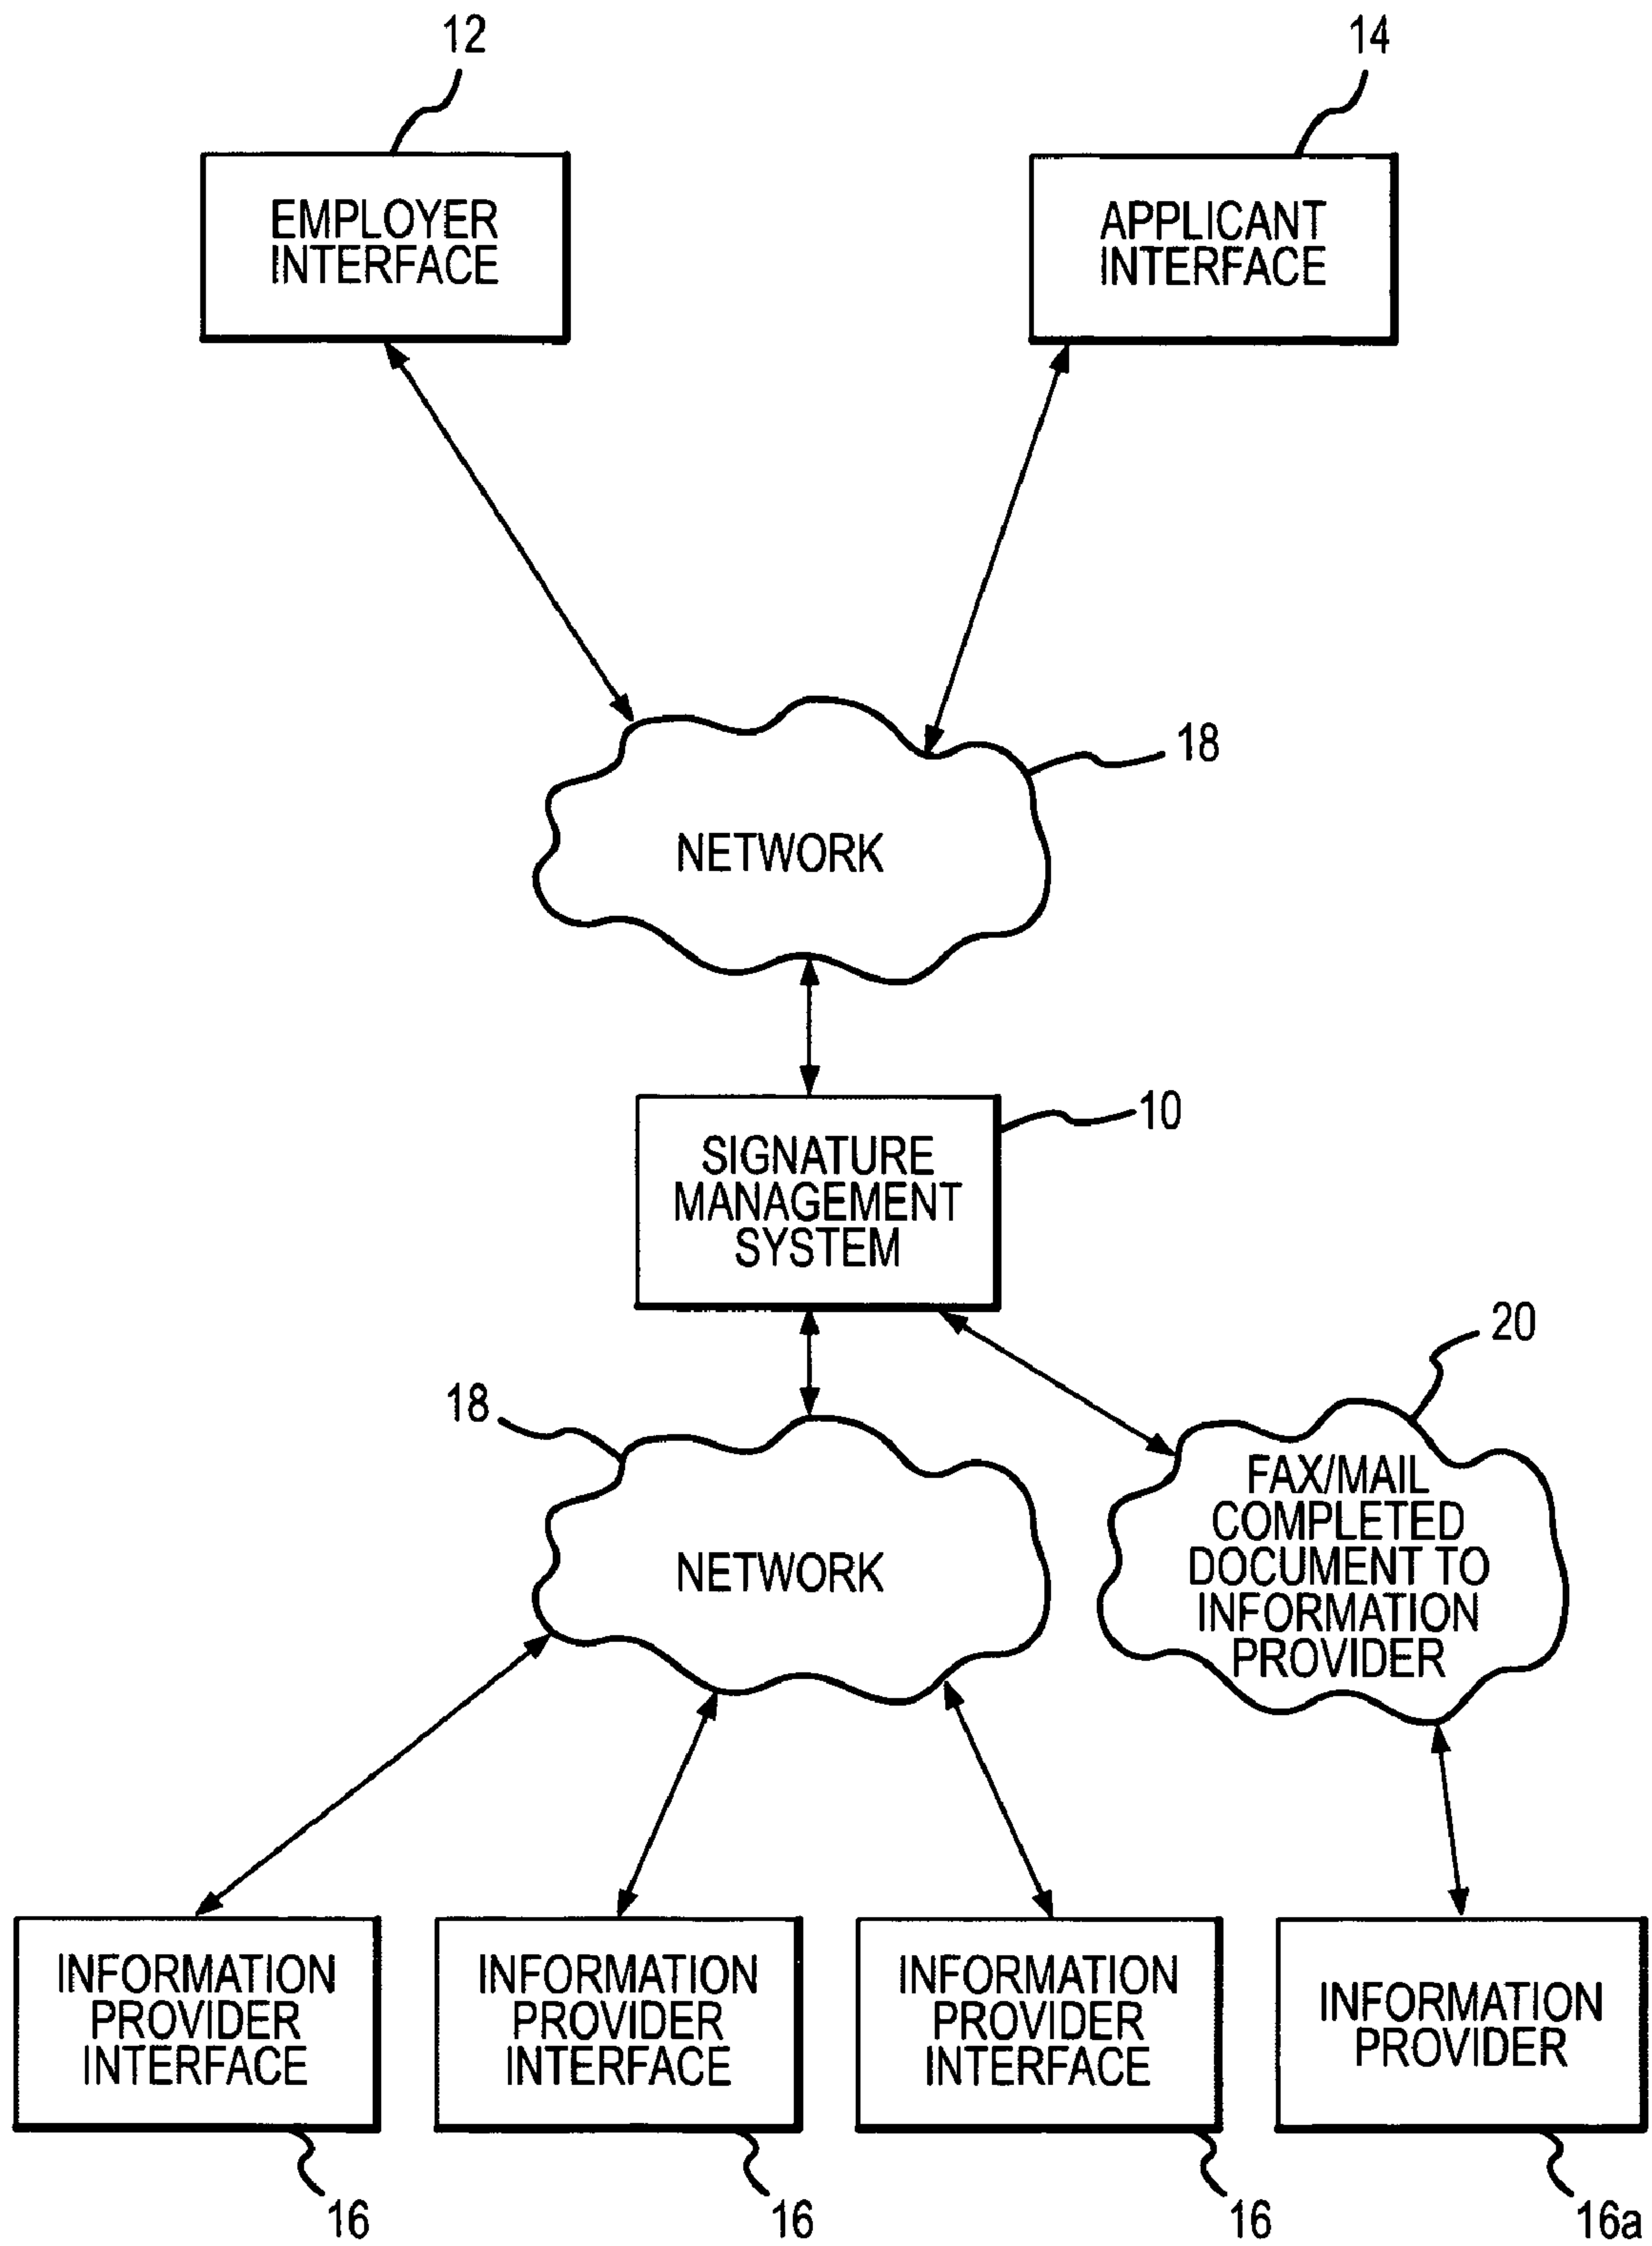 12
14
EMPLOYER
INTERFACE
APPLICANT
INTERFACE
18
NETWORK
10
SIGNATURE
MANAGEMENT
SYSTEM
20
18
FAX/MAIL
COMPLETED
DOCUMENT TO
INFORMATION
PROVIDER
NETWORK
INFORMATION
PROVIDER
INTERFACE
INFORMATION
PROVIDER
INTERFACE
INFORMATION
PROVIDER
INTERFACE
INFORMATION
PROVIDER
16
16
16
16a